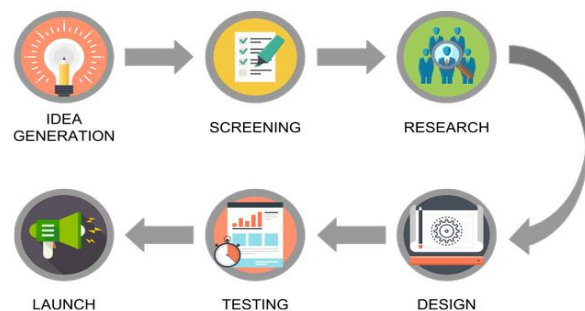 IDEA
GENERATION
SCREENING
RESEARCH
LAUNCH
TESTING
DESIGN